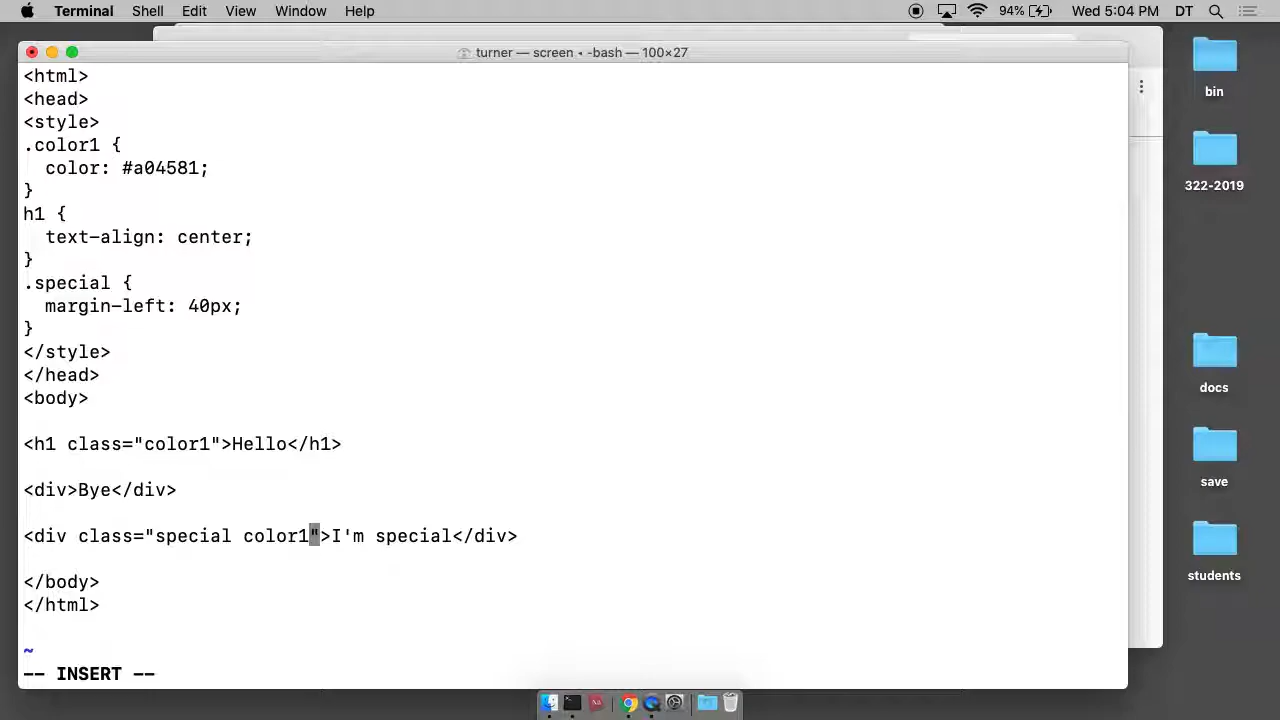 Terminal Shell Edit View Window Help 94% Wed 5:04 PM DT
turner — screen ◂ -bash — 100×27
<html>
<head>
<style>
.color1 {
  color: #a04581;
}
h1 {
  text-align: center;
}
.special {
  margin-left: 40px;
}
</style>
</head>
<body>
<h1 class="color1">Hello</h1>
<div>Bye</div>
<div class="special color1">I'm special</div>
</body>
</html>
~
-- INSERT --
bin
322-2019
docs
save
students